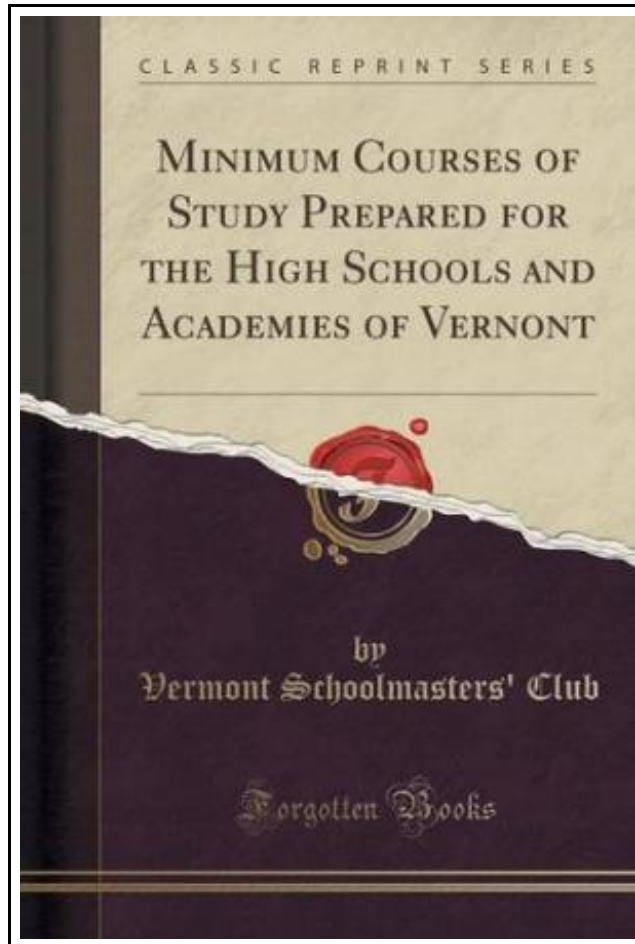 CLASSIC REPRINT SERIES
MINIMUM COURSES OF
STUDY PREPARED FOR
THE HIGH SCHOOLS AND
ACADEMIES OF VERNONT
by
Vermont Schoolmasters' Club
Forgotten Books